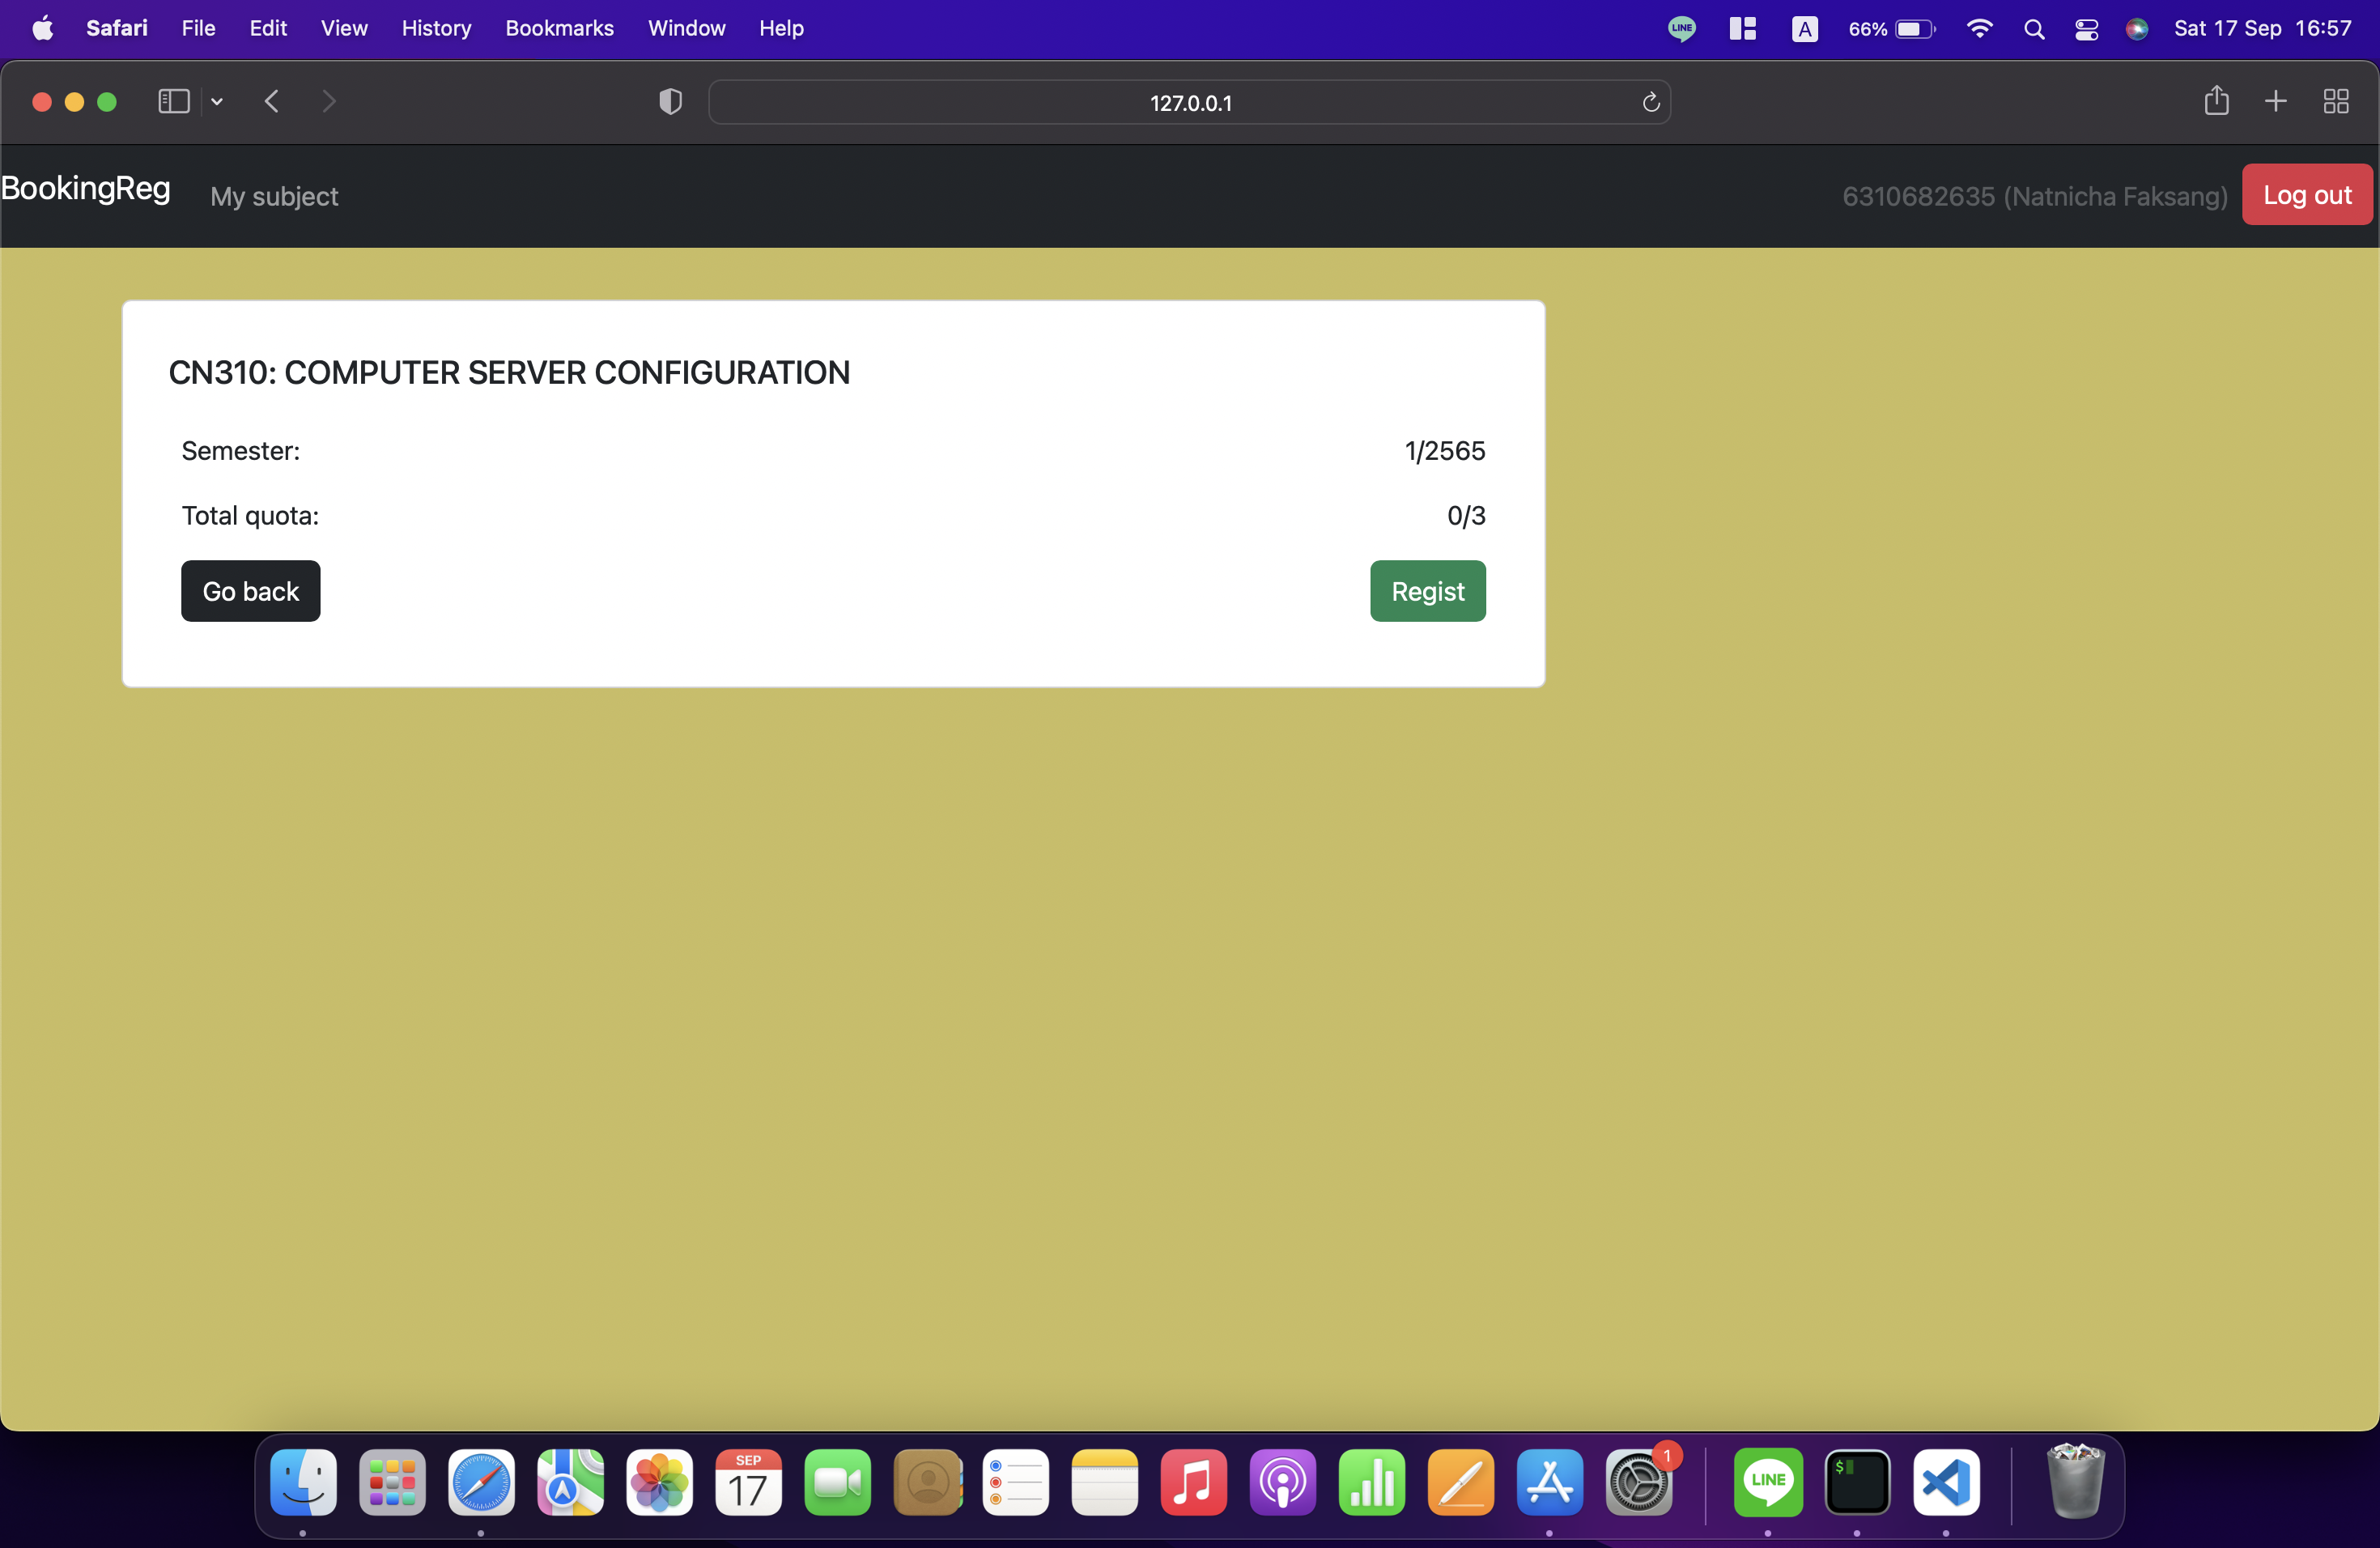 Safari File Edit View History Bookmarks Window Help LINE A 66% Sat 17 Sep 16:57
127.0.0.1
BookingReg My subject 6310682635 (Natnicha Faksang) Log out
CN310: COMPUTER SERVER CONFIGURATION
Semester: 1/2565
Total quota: 0/3
Go back Regist
SEP 1
17 LINE $